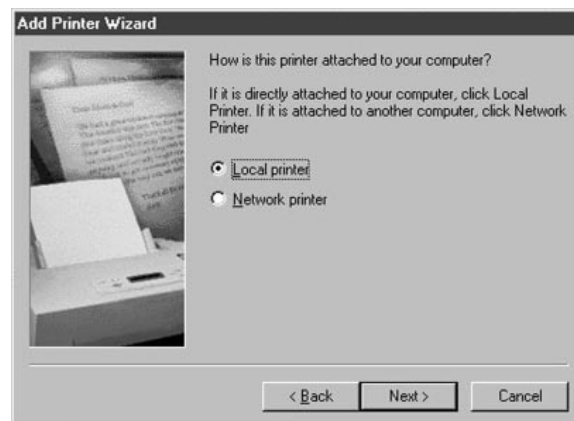 Add Printer Wizard
How is this printer attached to your computer?
If it is directly attached to your computer, click Local
Printer. If it is attached to another computer, click Network
Printer
Local printer
Network printer
< Back
Next >
Cancel